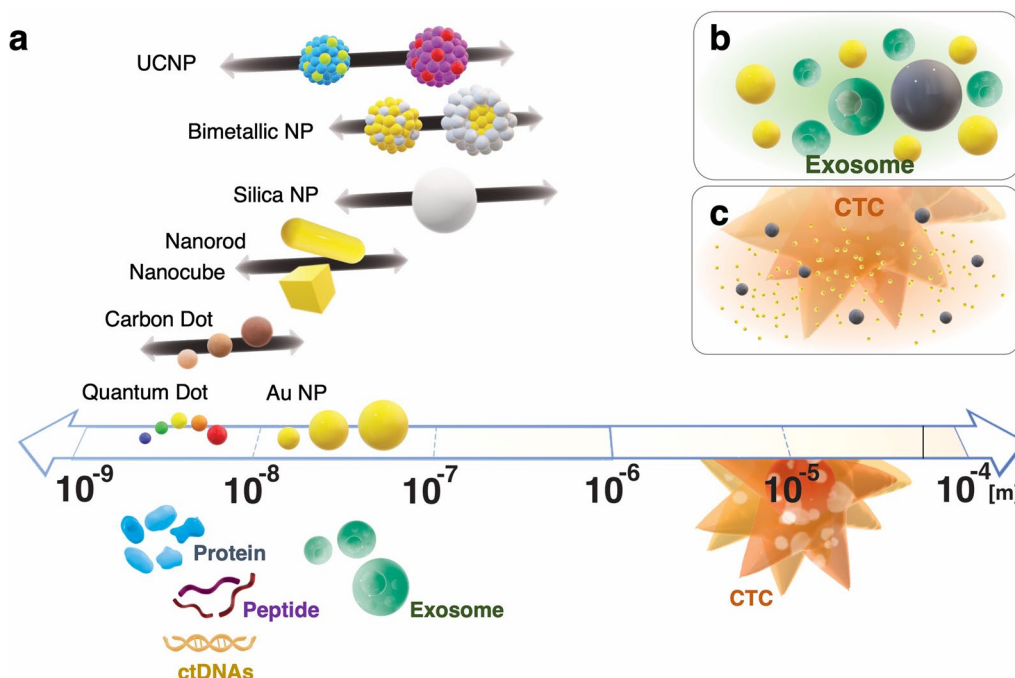 a
UCNP
Bimetallic NP
Silica NP
Nanorod
Nanocube
Carbon Dot
Quantum Dot
Au NP
10-9
10-8
10-7
10-6
10-5
10-4
[m]
Protein
Peptide
ctDNAs
Exosome
CTC
b
Exosome
c
CTC